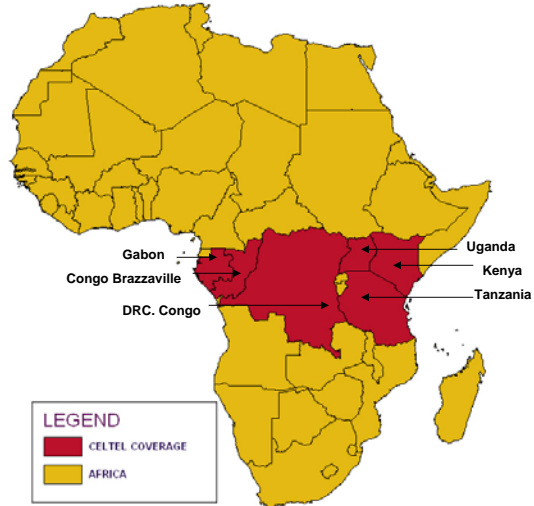 Gabon
Uganda
Congo Brazzaville
Kenya
Tanzania
DRC. Congo
LEGEND
CELTEL COVERAGE
AFRICA